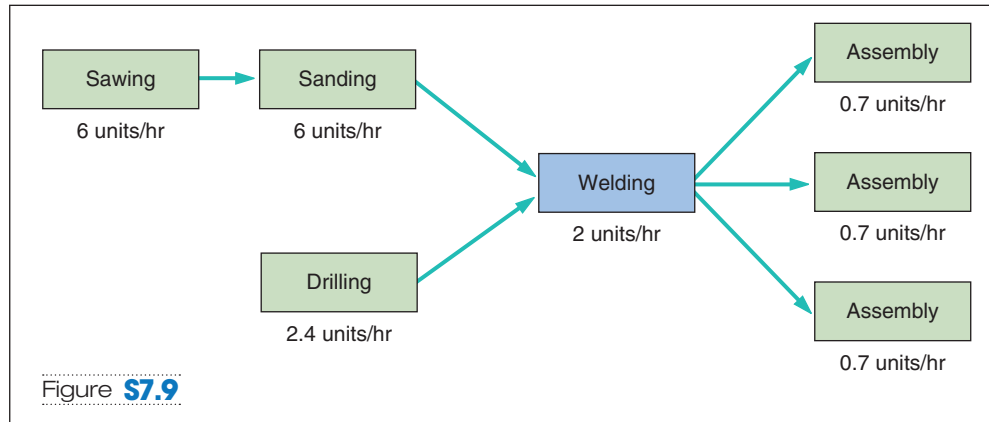 Sawing
6 units/hr
Sanding
6 units/hr
Drilling
2.4 units/hr
Welding
2 units/hr
Assembly
0.7 units/hr
Assembly
0.7 units/hr
Assembly
0.7 units/hr
Figure S7.9